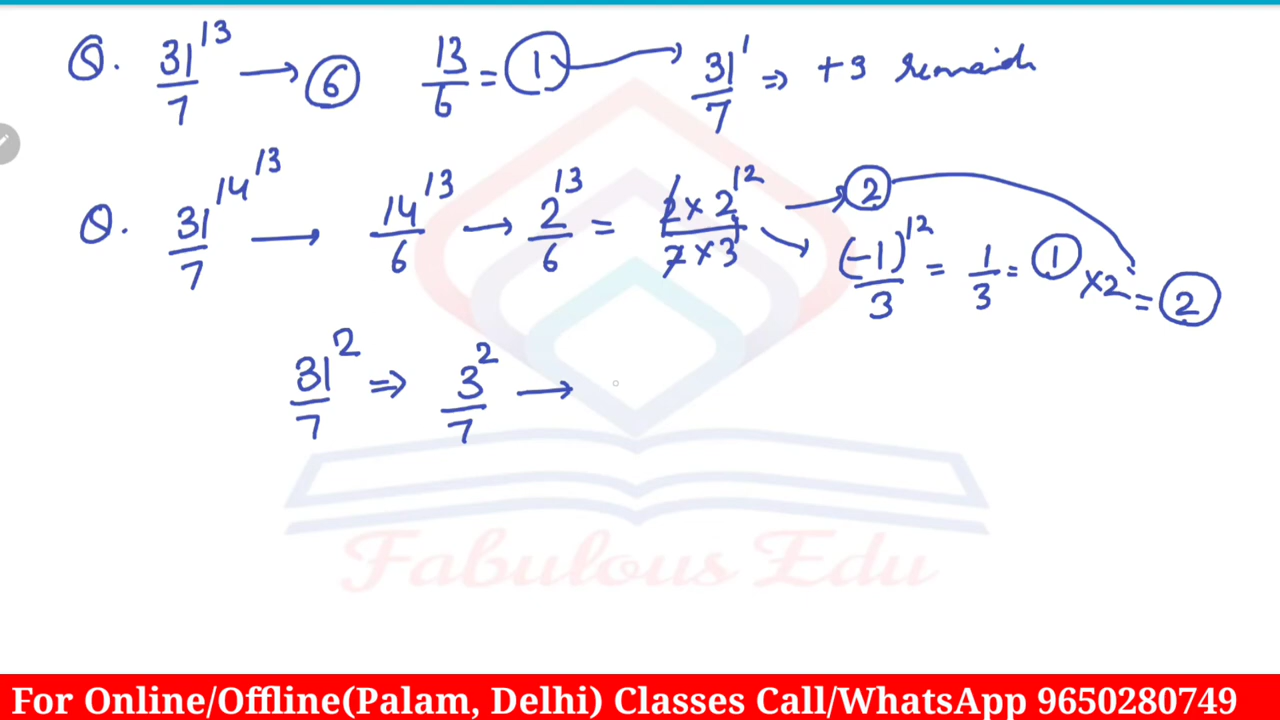 Q. 31^13/7 → 6 13/6 = 1 → 31^1/7 ⇒ +3
Q. 31^14^13/7 → 14^13/6 → 2^13/6 = 2×2^12/2×3 → 2
→ (-1)^12/3 = 1/3 = 1 ×2 = 2
31^2/7 ⇒ 3^2/7 →
Fabulous Edu
For Online/Offline(Palam, Delhi) Classes Call/WhatsApp 9650280749